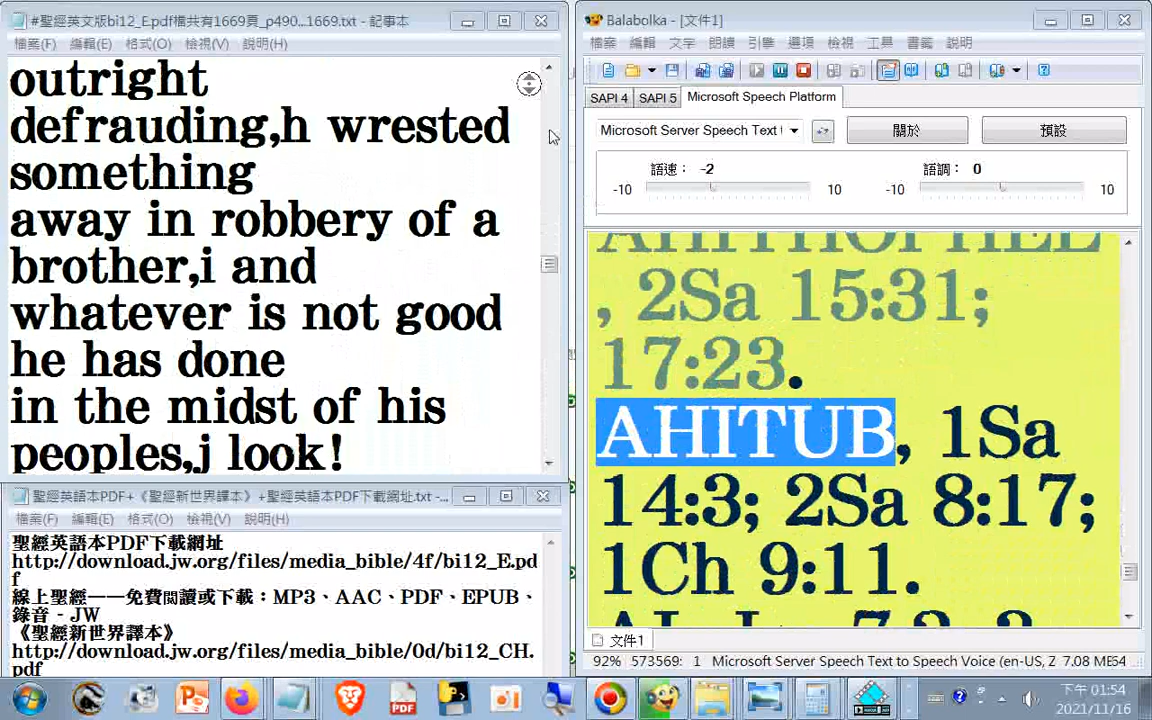 #聖經英文版bi12_E.pdf橫共有1669頁_p490...1669.txt - 記事本
檔案(F) 編輯(E) 格式(O) 檢視(V) 說明(H)
outright
defrauding,h wrested
something
away in robbery of a
brother,i and
whatever is not good
he has done
in the midst of his
peoples,j look!
聖經英語本PDF+《聖經新世界譯本》+聖經英語本PDF下載網址.txt - ...
檔案(F) 編輯(E) 格式(O) 檢視(V) 說明(H)
聖經英語本PDF下載網址
http://download.jw.org/files/media_bible/4f/bi12_E.pd
f
線上聖經——免費閱讀或下載：MP3、AAC、PDF、EPUB、
錄音 - JW
《聖經新世界譯本》
http://download.jw.org/files/media_bible/0d/bi12_CH.
pdf
Balabolka - [文件1]
檔案 編輯 文字 朗讀 引擎 選項 檢視 工具 書籤 說明
SAPI 4 SAPI 5 Microsoft Speech Platform
Microsoft Server Speech Text 關於 預設
語速： -2 語調： 0
-10 10 -10 10
AHITHOPHEL
, 2Sa 15:31;
17:23.
AHITUB, 1Sa
14:3; 2Sa 8:17;
1Ch 9:11.
文件1
92% 573569: 1 Microsoft Server Speech Text to Speech Voice (en-US, Z 7.08 ME54
下午 01:54
2021/11/16